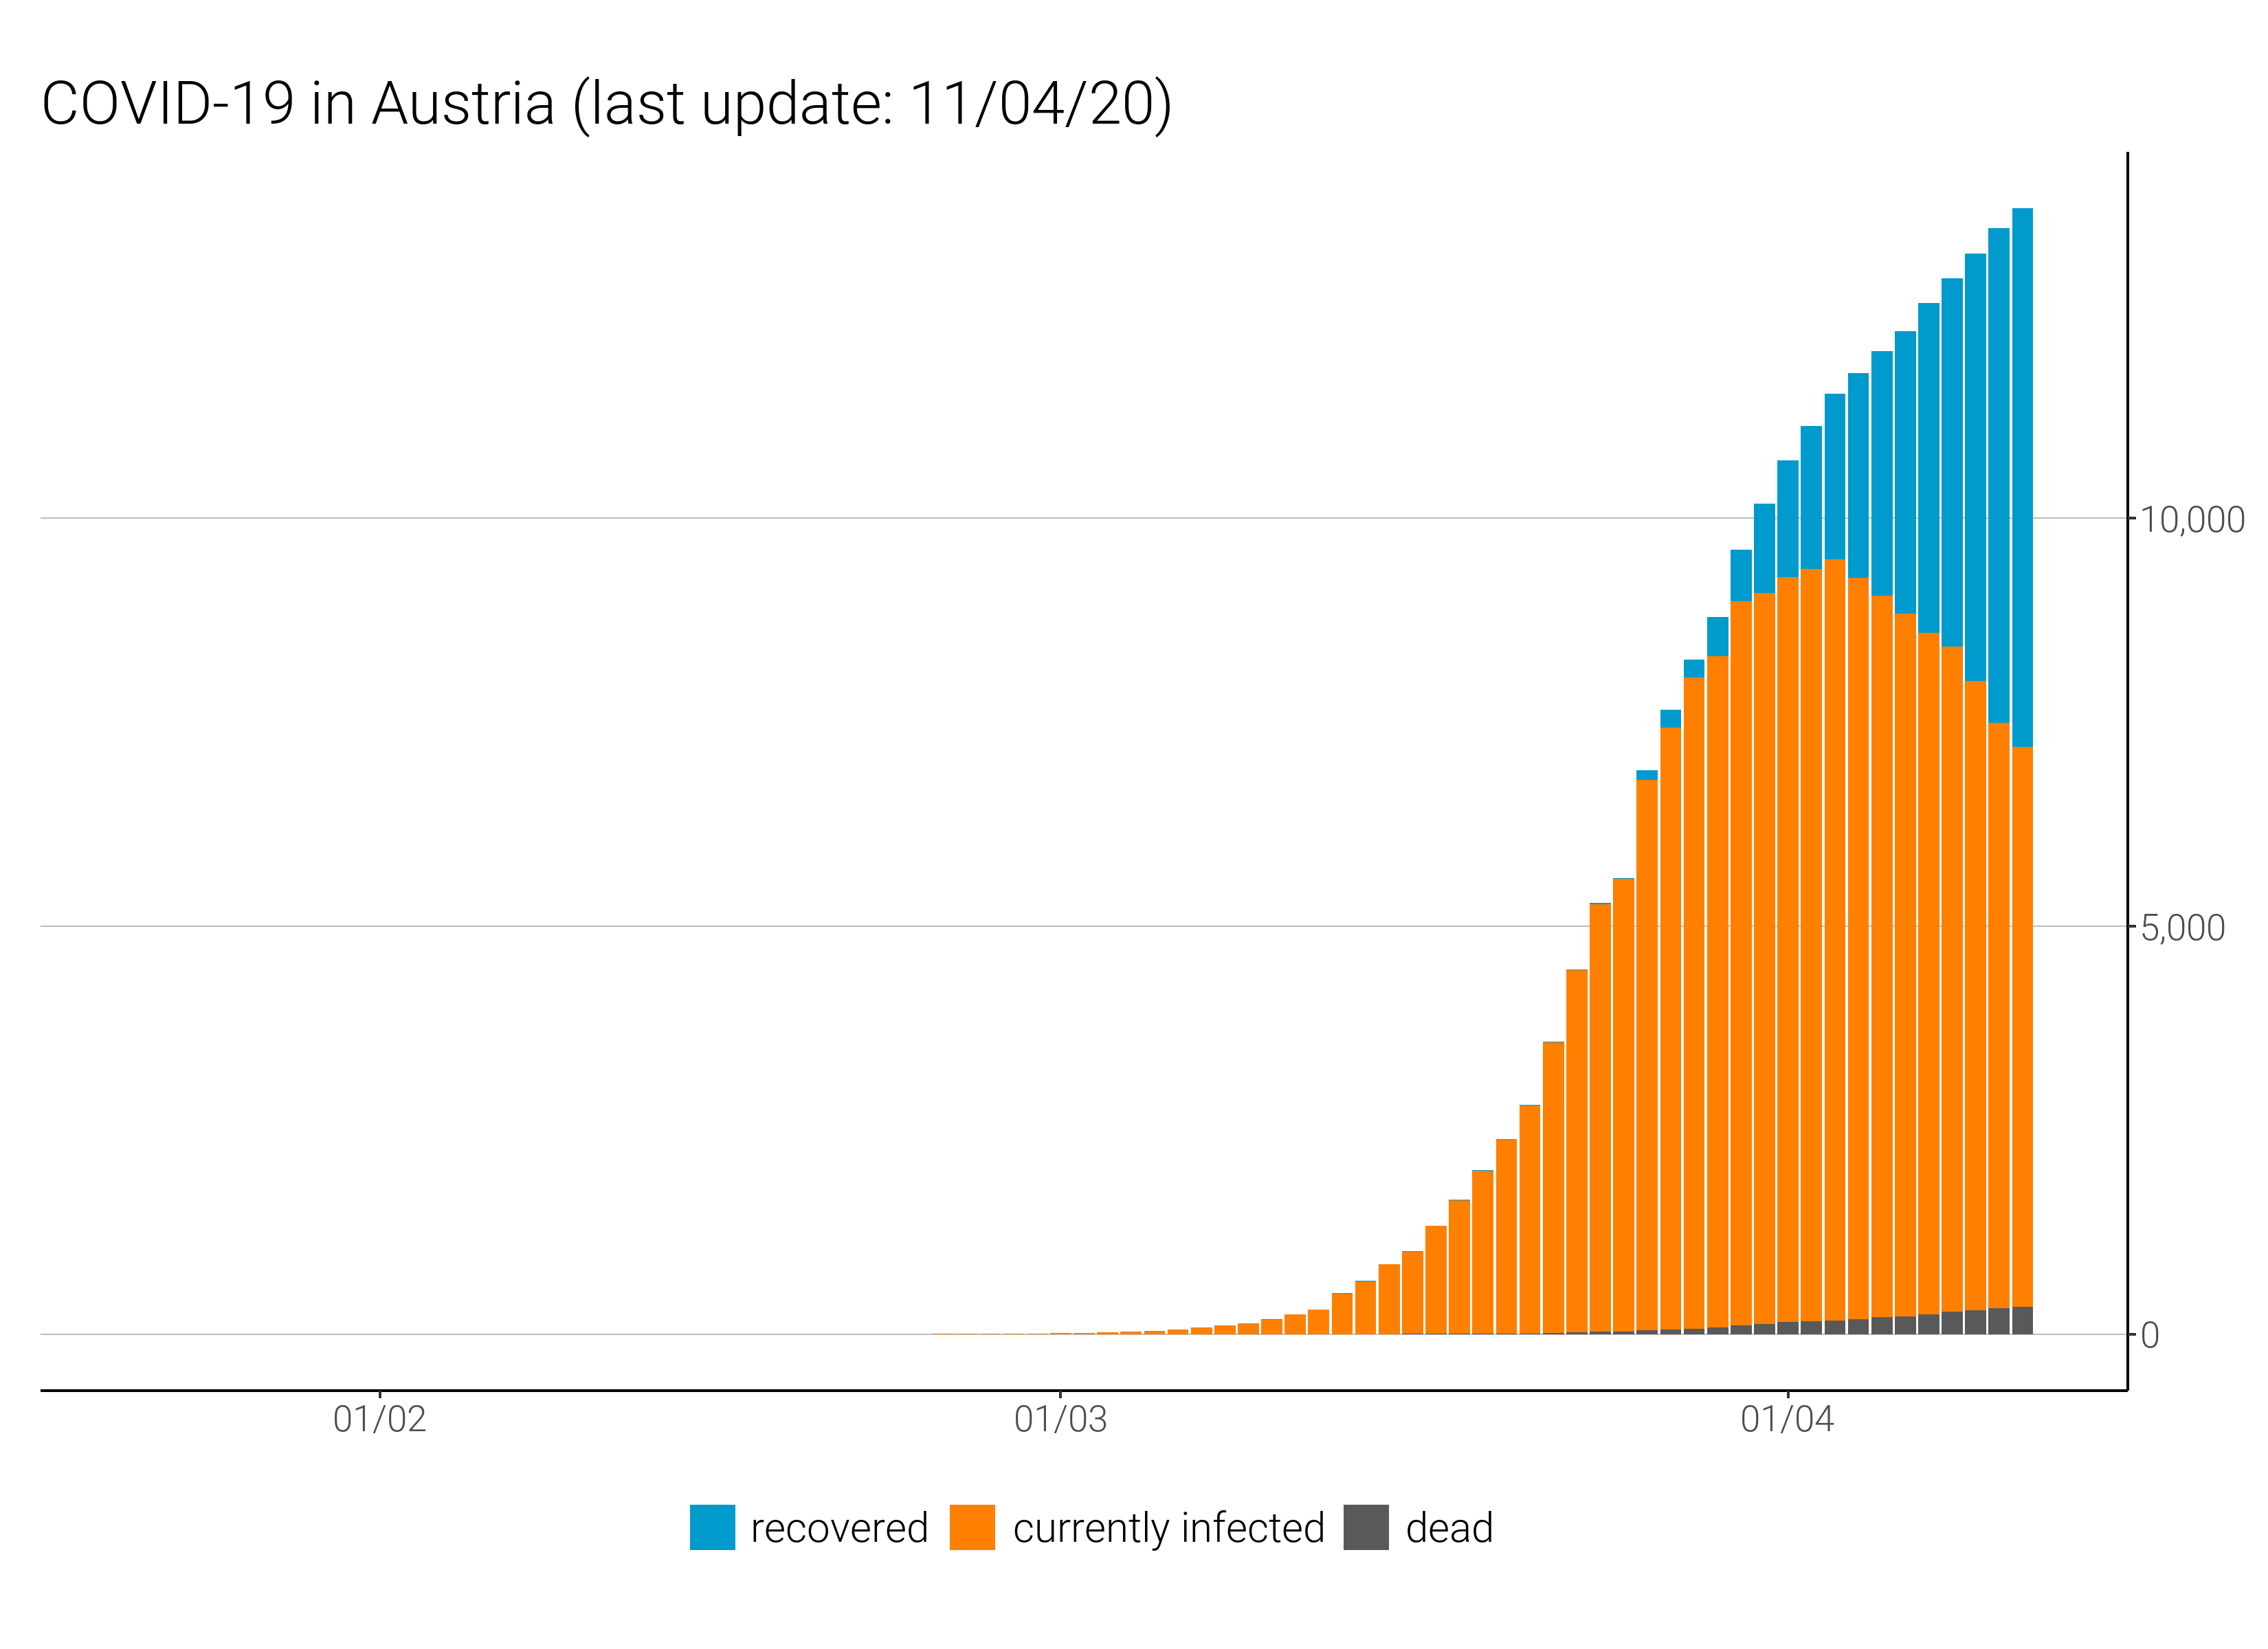 COVID-19 in Austria (last update: 11/04/20)
10,000
5,000
0
01/02 01/03 01/04
recovered currently infected dead